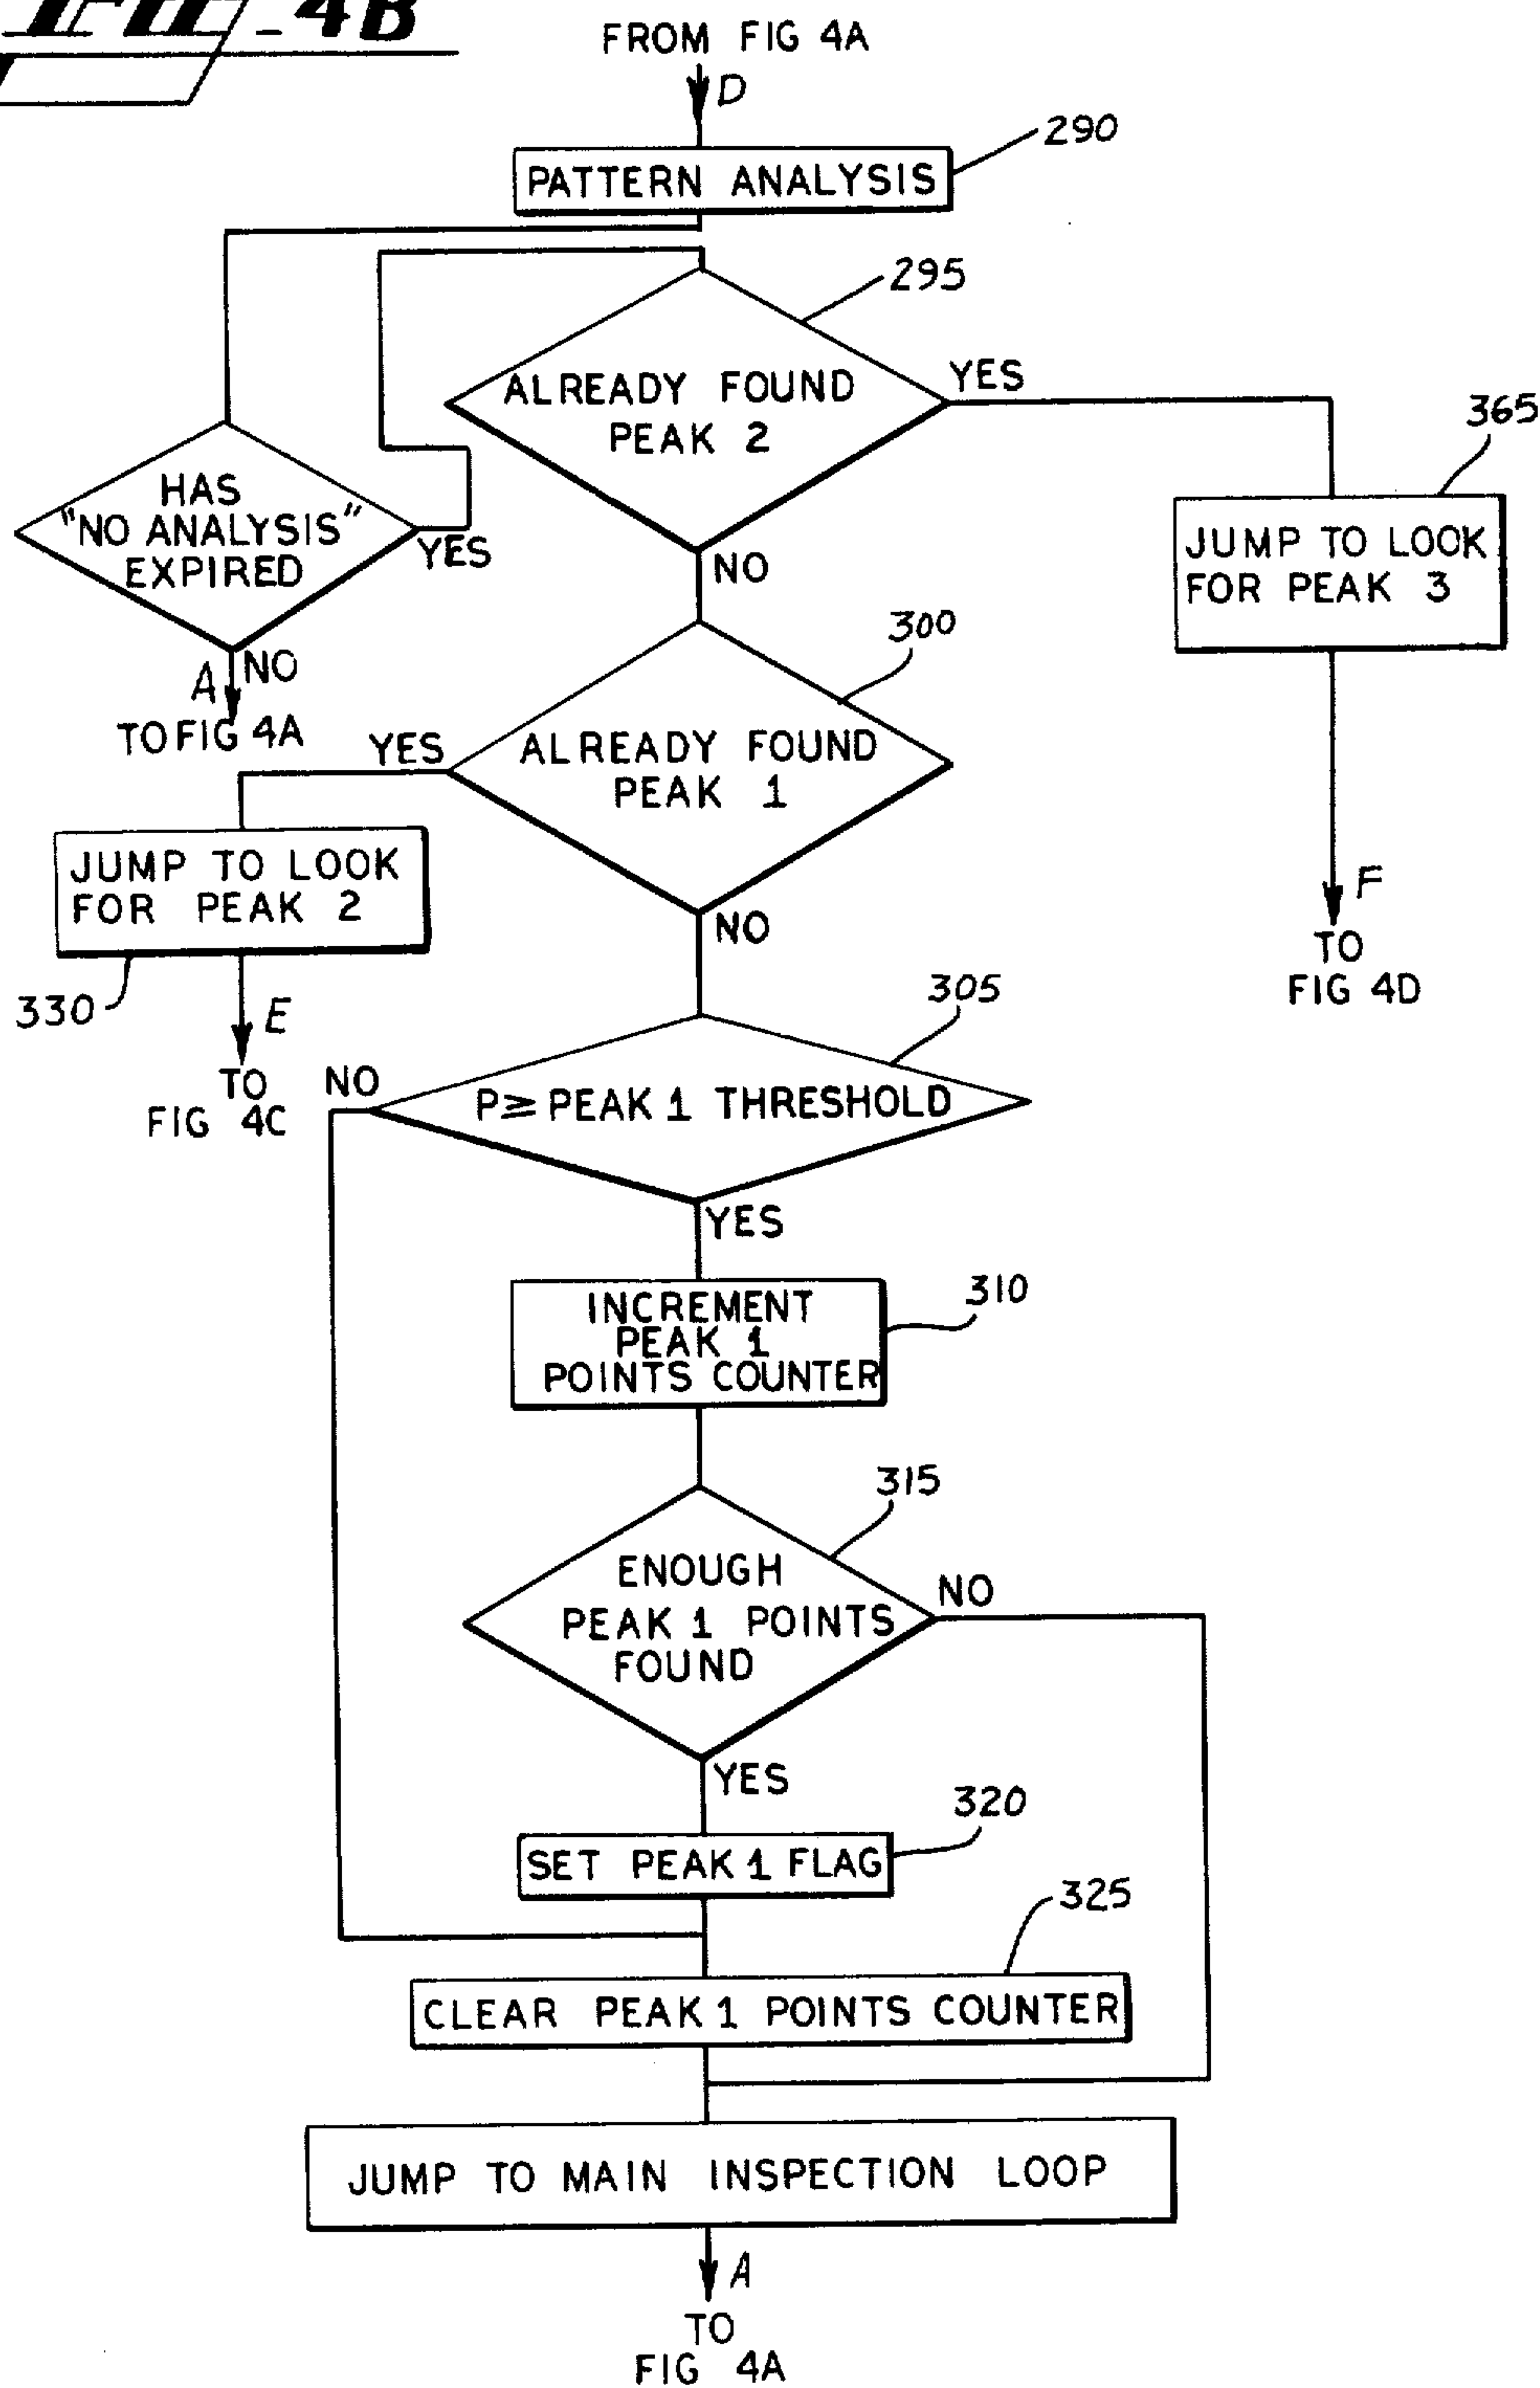 4B
FROM FIG 4A
D
290
PATTERN ANALYSIS
295
ALREADY FOUND
PEAK 2
YES
NO
365
JUMP TO LOOK
FOR PEAK 3
F
TO
FIG 4D
HAS
"NO ANALYSIS"
EXPIRED
YES
A NO
TO FIG 4A
300
ALREADY FOUND
PEAK 1
YES
NO
JUMP TO LOOK
FOR PEAK 2
330
E
TO
FIG 4C
305
P≥ PEAK 1 THRESHOLD
NO
YES
310
INCREMENT
PEAK 1
POINTS COUNTER
315
ENOUGH
PEAK 1 POINTS
FOUND
NO
YES
320
SET PEAK 1 FLAG
325
CLEAR PEAK 1 POINTS COUNTER
JUMP TO MAIN INSPECTION LOOP
A
TO
FIG 4A